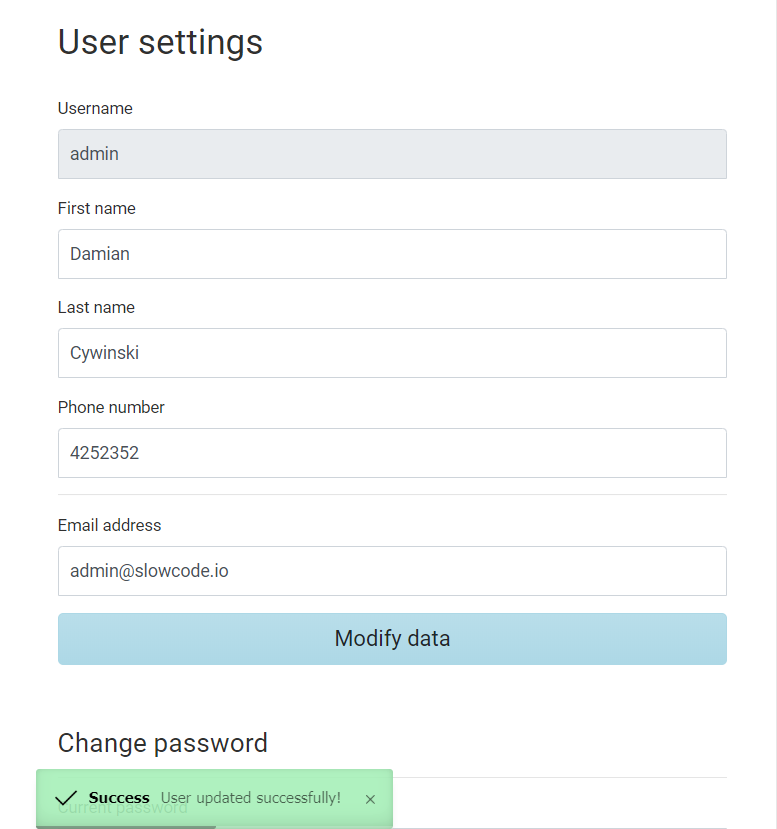 User settings
Username
admin
First name
Damian
Last name
Cywinski
Phone number
4252352
Email address
admin@slowcode.io
Modify data
Change password
Success User updated successfully! ×
Current password